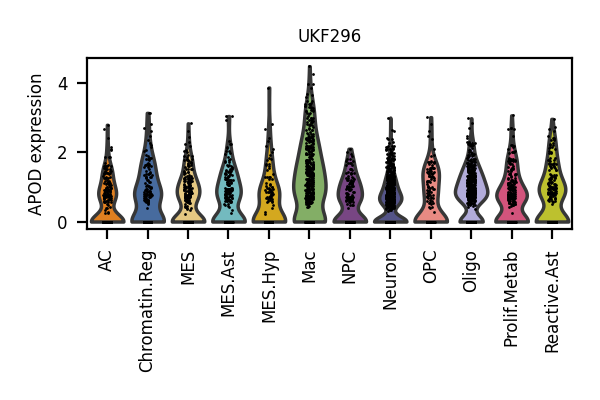 UKF296
APOD expression
4
2
0
AC
Chromatin.Reg
MES
MES.Ast
MES.Hyp
Mac
NPC
Neuron
OPC
Oligo
Prolif.Metab
Reactive.Ast